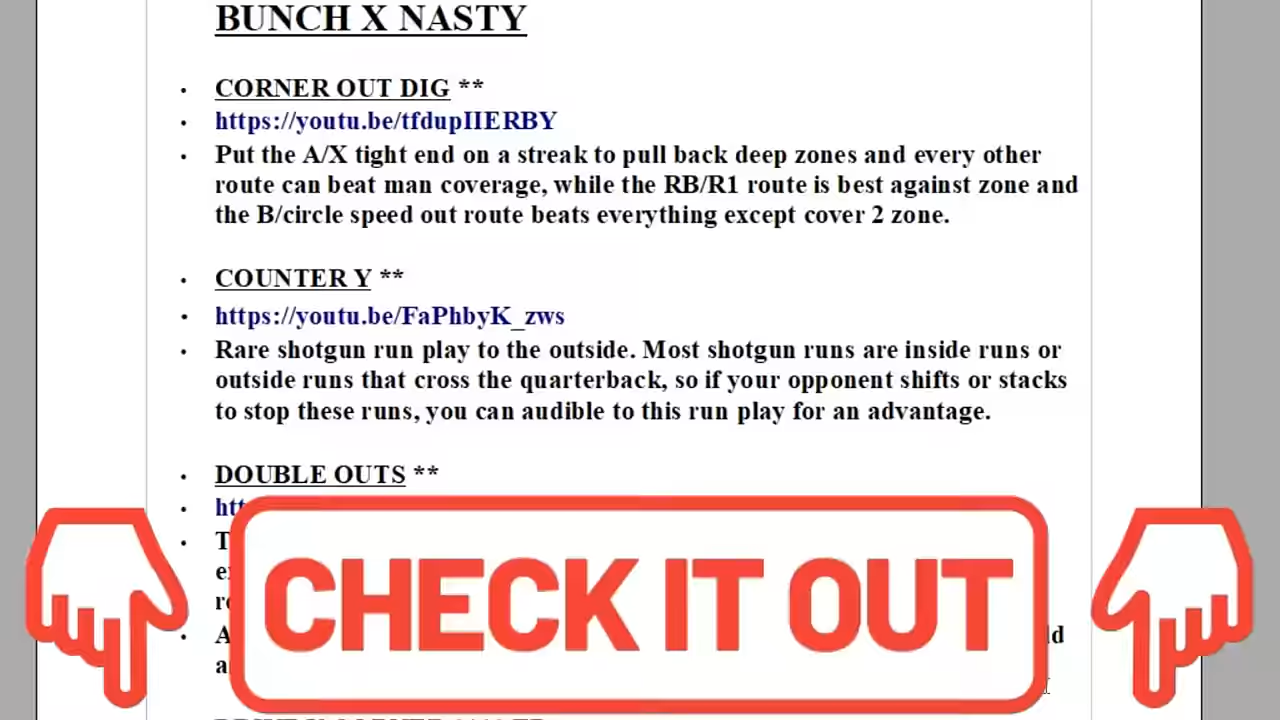 BUNCH X NASTY
• CORNER OUT DIG **
• https://youtu.be/tfdupIIERBY
• Put the A/X tight end on a streak to pull back deep zones and every other
route can beat man coverage, while the RB/R1 route is best against zone and
the B/circle speed out route beats everything except cover 2 zone.
• COUNTER Y **
• https://youtu.be/FaPhbyK_zws
• Rare shotgun run play to the outside. Most shotgun runs are inside runs or
outside runs that cross the quarterback, so if your opponent shifts or stacks
to stop these runs, you can audible to this run play for an advantage.
• DOUBLE OUTS **
CHECK IT OUT